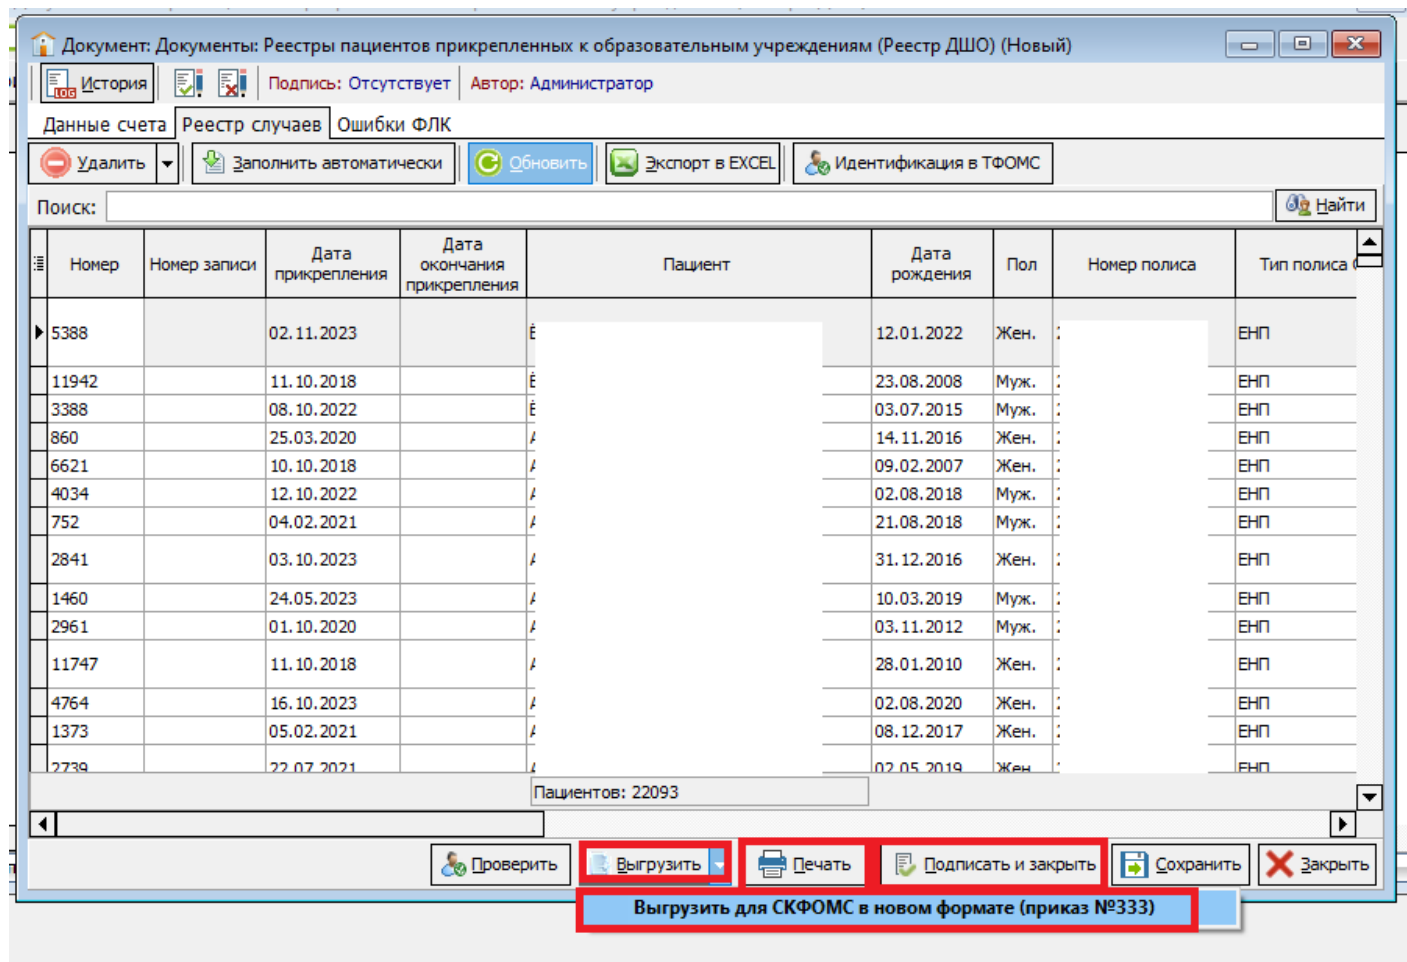 Документ: Документы: Реестры пациентов прикрепленных к образовательным учреждениям (Реестр ДШО) (Новый)
История Подпись: Отсутствует Автор: Администратор
Данные счета Реестр случаев Ошибки ФЛК
Удалить Заполнить автоматически Обновить Экспорт в EXCEL Идентификация в ТФОМС
Поиск: Найти
Номер Номер записи Дата прикрепления Дата окончания прикрепления Пациент Дата рождения Пол Номер полиса Тип полиса
5388 02.11.2023 12.01.2022 Жен. ЕНП
11942 11.10.2018 23.08.2008 Муж. ЕНП
3388 08.10.2022 03.07.2015 Муж. ЕНП
860 25.03.2020 14.11.2016 Жен. ЕНП
6621 10.10.2018 09.02.2007 Жен. ЕНП
4034 12.10.2022 02.08.2018 Муж. ЕНП
752 04.02.2021 21.08.2018 Муж. ЕНП
2841 03.10.2023 31.12.2016 Жен. ЕНП
1460 24.05.2023 10.03.2019 Муж. ЕНП
2961 01.10.2020 03.11.2012 Муж. ЕНП
11747 11.10.2018 28.01.2010 Жен. ЕНП
4764 16.10.2023 02.08.2020 Жен. ЕНП
1373 05.02.2021 08.12.2017 Жен. ЕНП
2739 22.07.2021 02.05.2019 Жен. ЕНП
Пациентов: 22093
Проверить Выгрузить Печать Подписать и закрыть Сохранить Закрыть
Выгрузить для СКФОМС в новом формате (приказ №333)